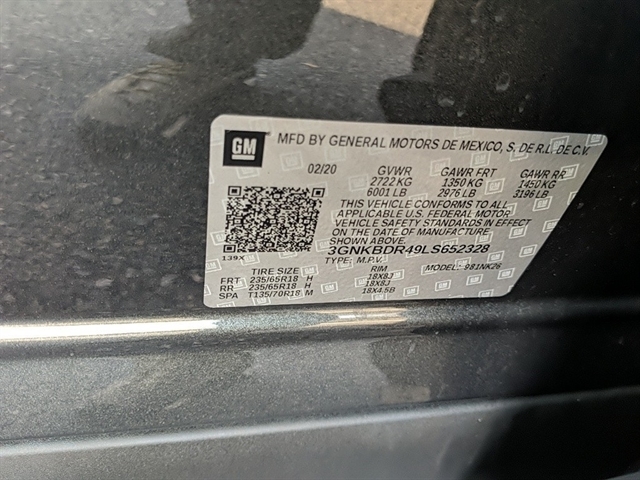 GM MFD BY GENERAL MOTORS DE MEXICO, S. DE R.L. DE C.V.
02/20 GVWR GAWR FRT GAWR RR
2722 KG 1350 KG 1450 KG
6001 LB 2976 LB 3196 LB
THIS VEHICLE CONFORMS TO ALL
APPLICABLE U.S. FEDERAL MOTOR
VEHICLE SAFETY STANDARDS IN
EFFECT ON THE DATE OF MANUFACTURE
SHOWN ABOVE.
139X 3GNKBDR49LS652328
TYPE: M.P.V. MODEL: 981NK26
TIRE SIZE RIM
FRT 235/65R18 H 18X8J
RR 235/65R18 H 18X8J
SPA T135/70R18 M 18X4.5B